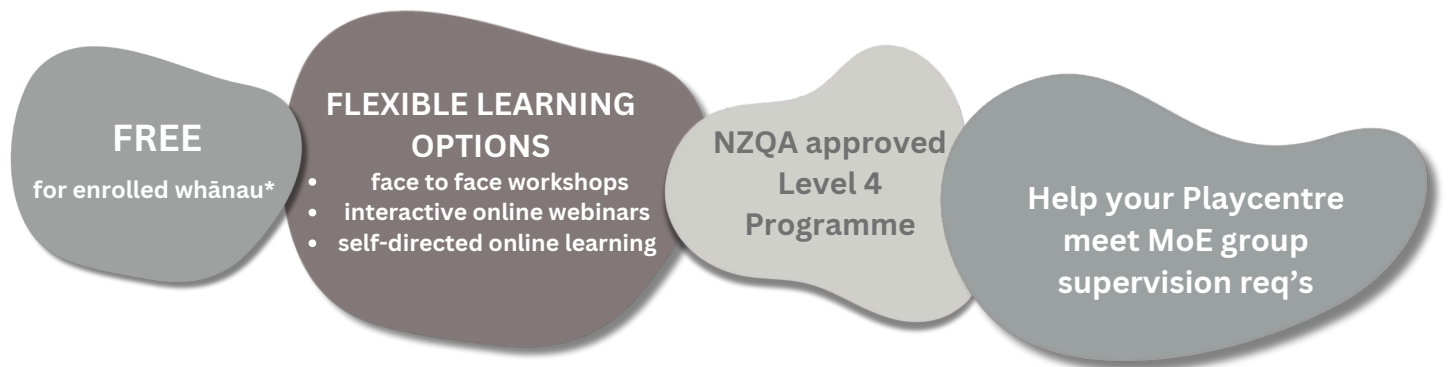 FREE
for enrolled whānau*
FLEXIBLE LEARNING
OPTIONS
• face to face workshops
• interactive online webinars
• self-directed online learning
NZQA approved
Level 4
Programme
Help your Playcentre
meet MoE group
supervision req’s